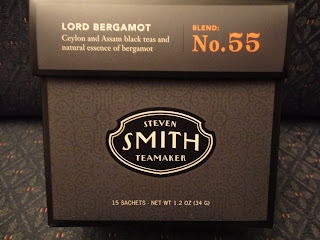 LORD BERGAMOT
Ceylon and Assam black teas and
natural essence of bergamot
BLEND:
No.55
STEVEN
SMITH
TEAMAKER
15 SACHETS - NET WT 1.2 OZ (34 G)